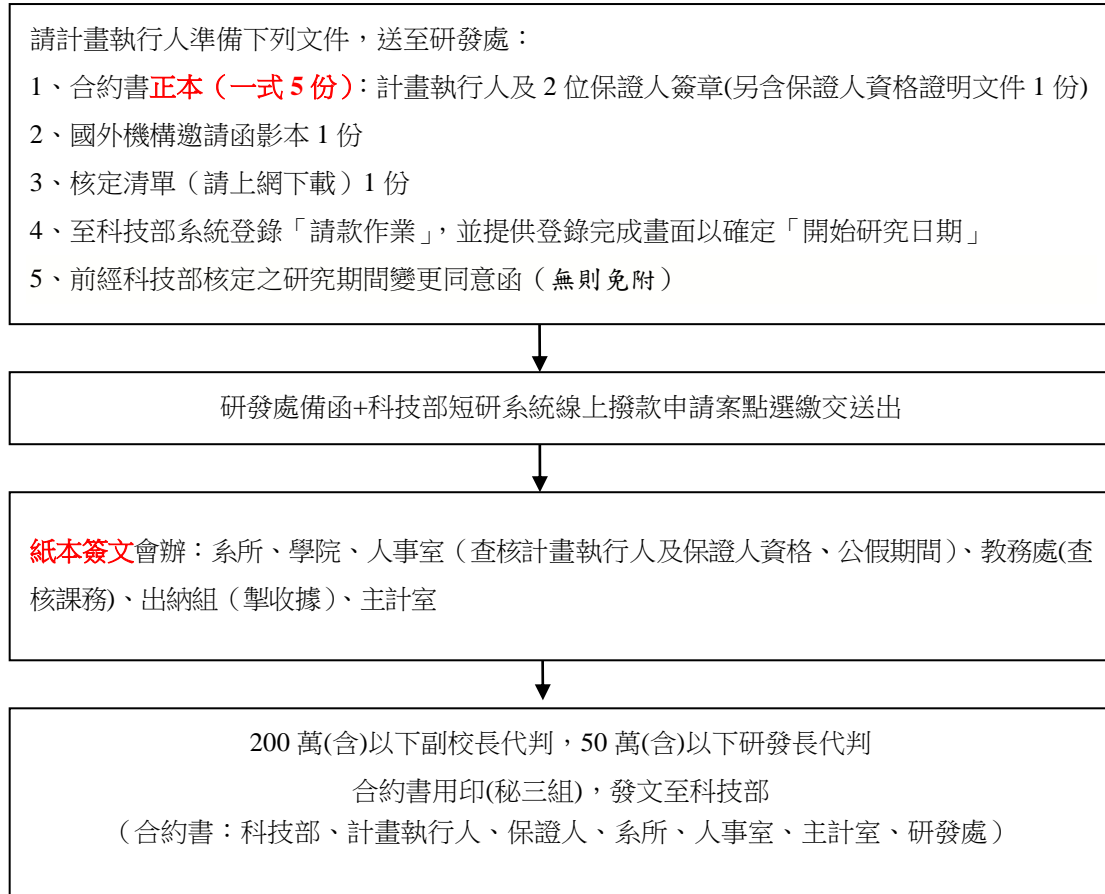 請計畫執行人準備下列文件，送至研發處：
1、合約書正本（一式 5 份）：計畫執行人及 2 位保證人簽章(另含保證人資格證明文件 1 份)
2、國外機構邀請函影本 1 份
3、核定清單（請上網下載）1 份
4、至科技部系統登錄「請款作業」，並提供登錄完成畫面以確定「開始研究日期」
5、前經科技部核定之研究期間變更同意函（無則免附）
研發處備函+科技部短研系統線上撥款申請案點選繳交送出
紙本簽文會辦：系所、學院、人事室（查核計畫執行人及保證人資格、公假期間）、教務處(查
核課務)、出納組（掣收據）、主計室
200 萬(含)以下副校長代判，50 萬(含)以下研發長代判
合約書用印(秘三組)，發文至科技部
（合約書：科技部、計畫執行人、保證人、系所、人事室、主計室、研發處）